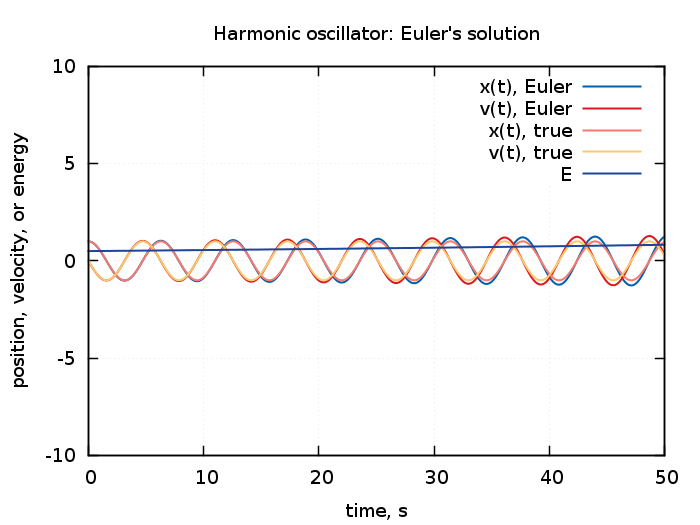 Harmonic oscillator: Euler's solution
10
5
0
-5
-10
position, velocity, or energy
x(t), Euler
v(t), Euler
x(t), true
v(t), true
E
0 10 20 30 40 50
time, s